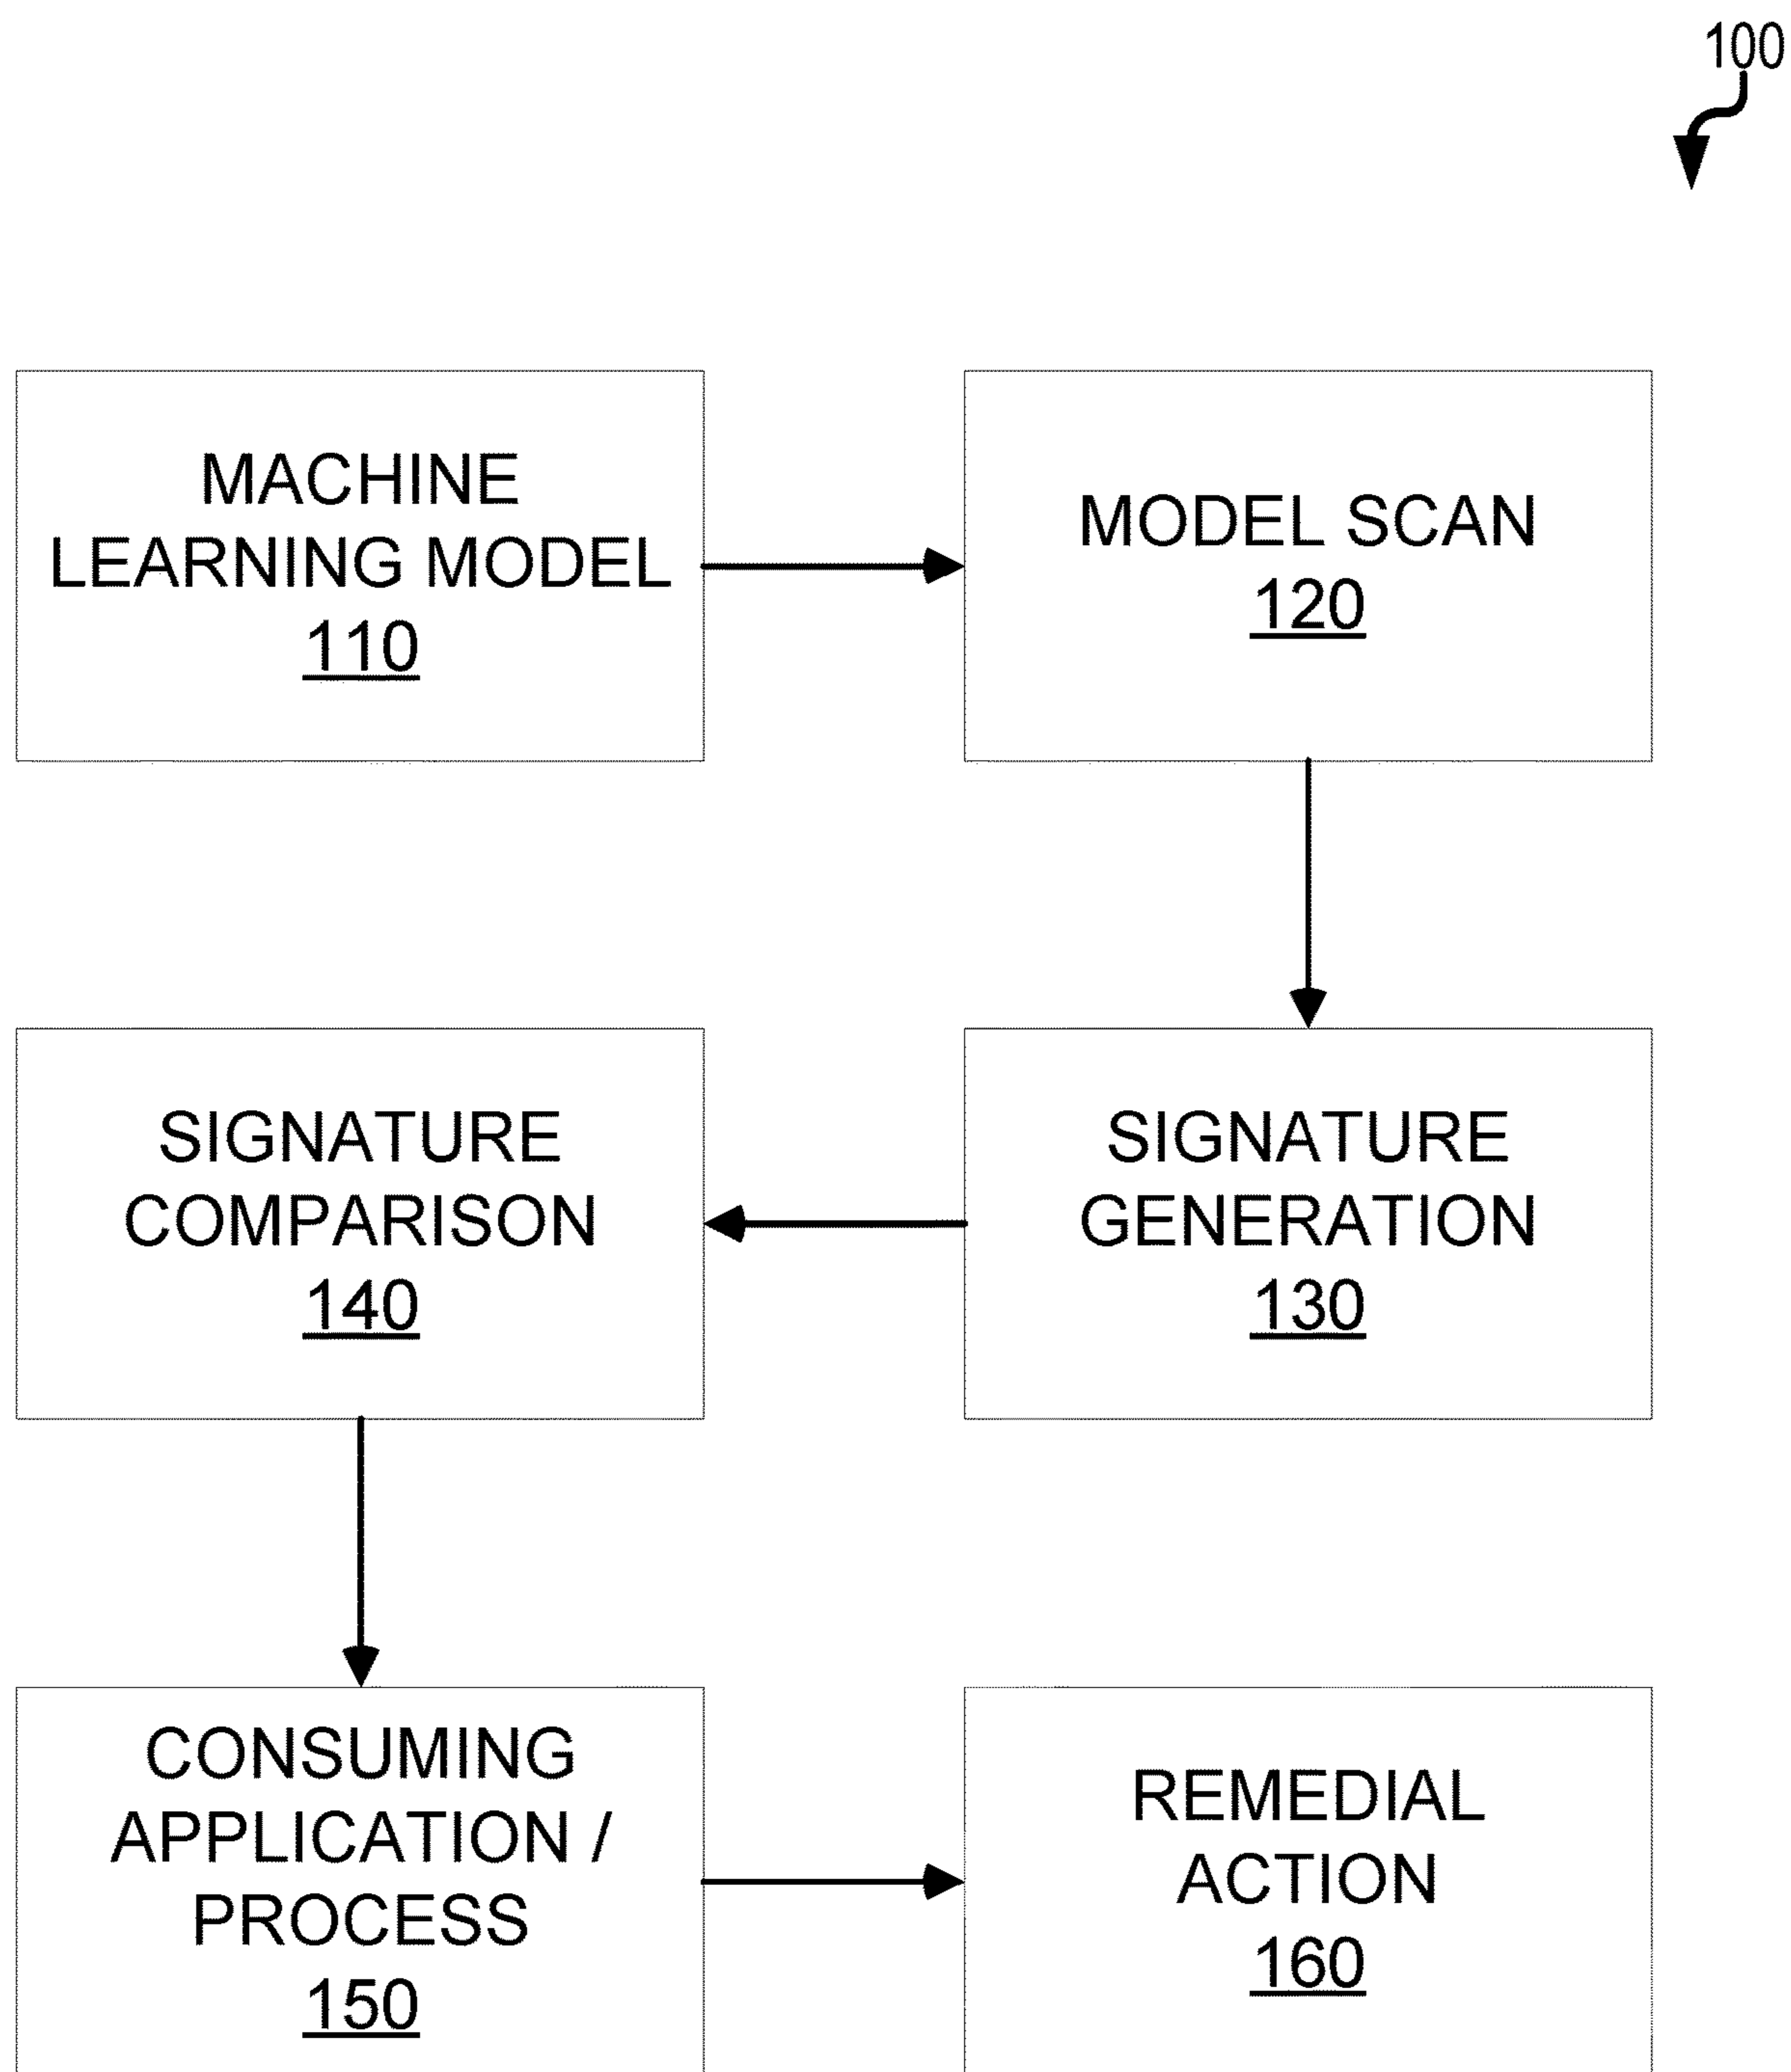 100
MACHINE
LEARNING MODEL
110
MODEL SCAN
120
SIGNATURE
COMPARISON
140
SIGNATURE
GENERATION
130
CONSUMING
APPLICATION /
PROCESS
150
REMEDIAL
ACTION
160